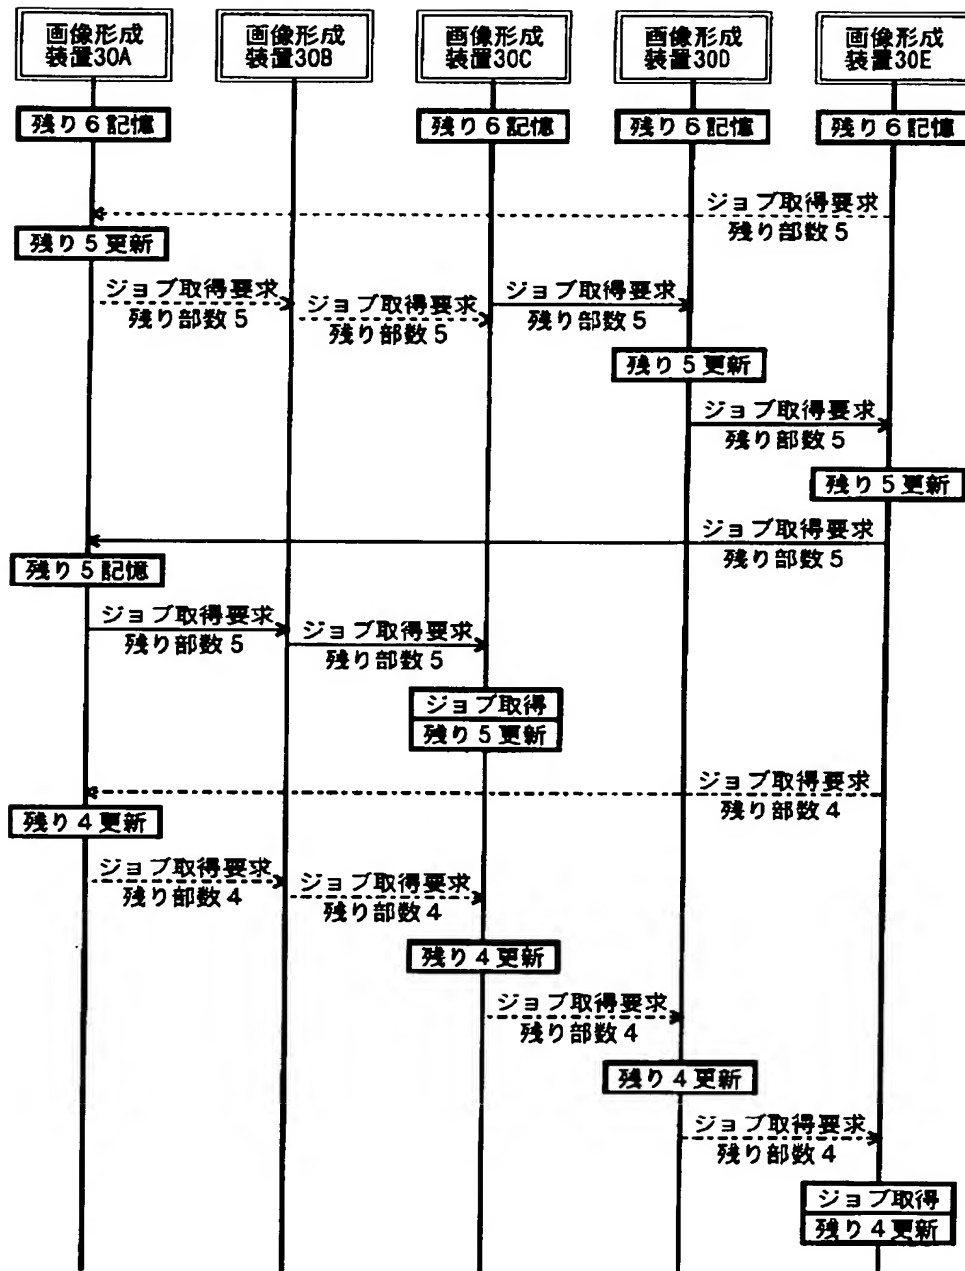 画像形成
装置30A
画像形成
装置30B
画像形成
装置30C
画像形成
装置30D
画像形成
装置30E
残り6記憶
残り6記憶
残り6記憶
残り6記憶
ジョブ取得要求
残り部数5
残り5更新
ジョブ取得要求
残り部数5
ジョブ取得要求
残り部数5
ジョブ取得要求
残り部数5
残り5更新
ジョブ取得要求
残り部数5
残り5更新
ジョブ取得要求
残り部数5
残り5記憶
ジョブ取得要求
残り部数5
ジョブ取得要求
残り部数5
ジョブ取得
残り5更新
ジョブ取得要求
残り部数4
残り4更新
ジョブ取得要求
残り部数4
ジョブ取得要求
残り部数4
残り4更新
ジョブ取得要求
残り部数4
残り4更新
ジョブ取得要求
残り部数4
ジョブ取得
残り4更新